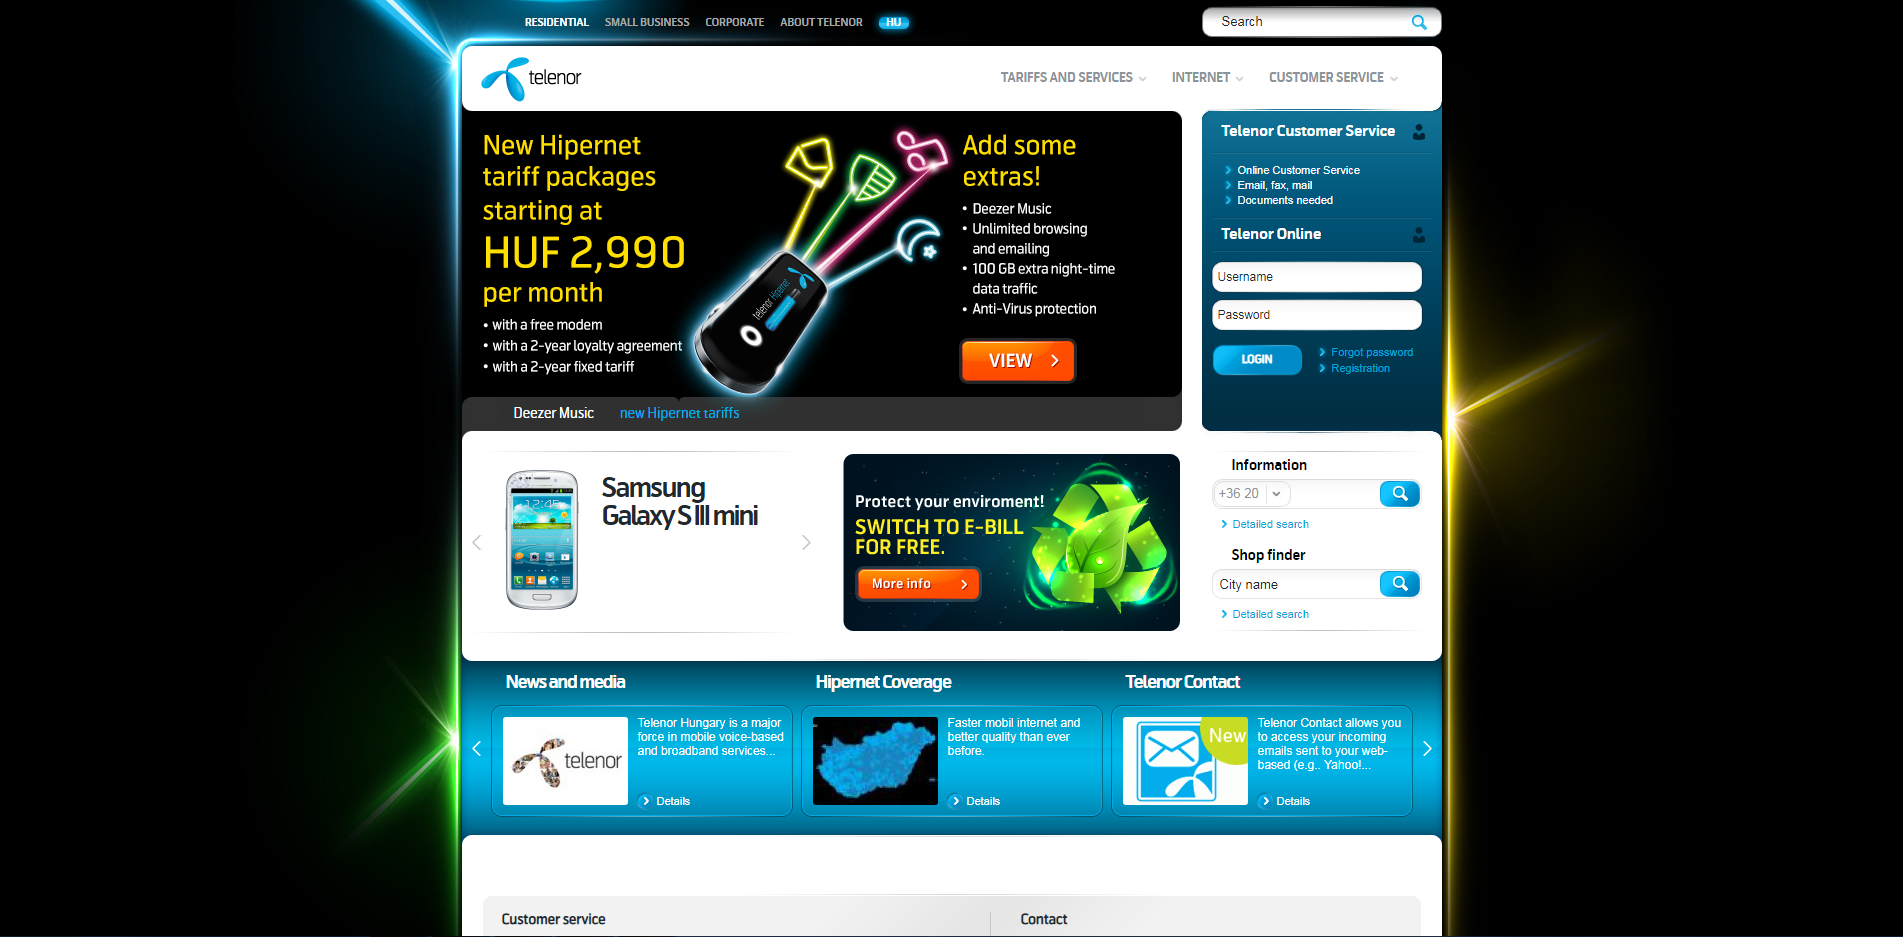 RESIDENTIAL SMALL BUSINESS CORPORATE ABOUT TELENOR HU
Search
telenor
TARIFFS AND SERVICES INTERNET CUSTOMER SERVICE
New Hipernet
tariff packages
starting at
HUF 2,990
per month
• with a free modem
• with a 2-year loyalty agreement
• with a 2-year fixed tariff
telenor Hipernet
Add some
extras!
• Deezer Music
• Unlimited browsing
and emailing
• 100 GB extra night-time
data traffic
• Anti-Virus protection
VIEW
Deezer Music new Hipernet tariffs
Telenor Customer Service
Online Customer Service
Email, fax, mail
Documents needed
Telenor Online
Username
Password
LOGIN
Forgot password
Registration
12:45
Samsung
Galaxy S III mini
Protect your enviroment!
SWITCH TO E-BILL
FOR FREE.
More info
Information
+36 20
Detailed search
Shop finder
City name
Detailed search
News and media
telenor
Telenor Hungary is a major
force in mobile voice-based
and broadband services...
Details
Hipernet Coverage
Faster mobil internet and
better quality than ever
before.
Details
Telenor Contact
New
Telenor Contact allows you
to access your incoming
emails sent to your web-
based (e.g.. Yahoo!...
Details
Customer service
Contact